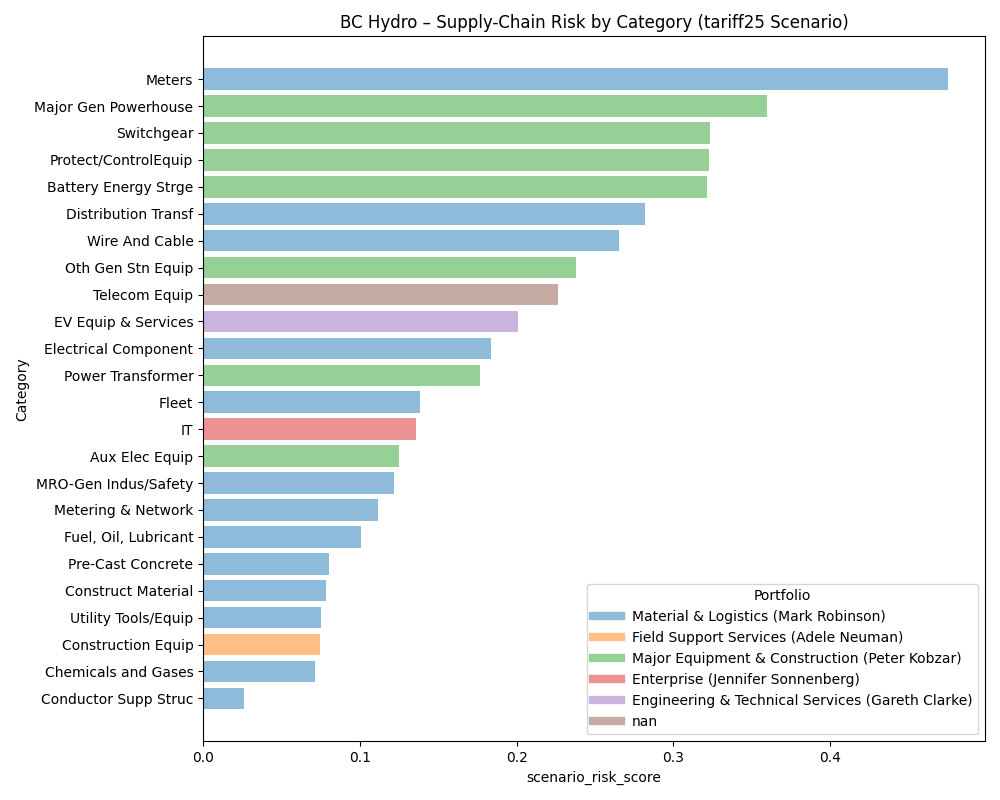 BC Hydro – Supply-Chain Risk by Category (tariff25 Scenario)
Category
Meters
Major Gen Powerhouse
Switchgear
Protect/ControlEquip
Battery Energy Strge
Distribution Transf
Wire And Cable
Oth Gen Stn Equip
Telecom Equip
EV Equip & Services
Electrical Component
Power Transformer
Fleet
IT
Aux Elec Equip
MRO-Gen Indus/Safety
Metering & Network
Fuel, Oil, Lubricant
Pre-Cast Concrete
Construct Material
Utility Tools/Equip
Construction Equip
Chemicals and Gases
Conductor Supp Struc
Portfolio
Material & Logistics (Mark Robinson)
Field Support Services (Adele Neuman)
Major Equipment & Construction (Peter Kobzar)
Enterprise (Jennifer Sonnenberg)
Engineering & Technical Services (Gareth Clarke)
nan
0.0 0.1 0.2 0.3 0.4
scenario_risk_score